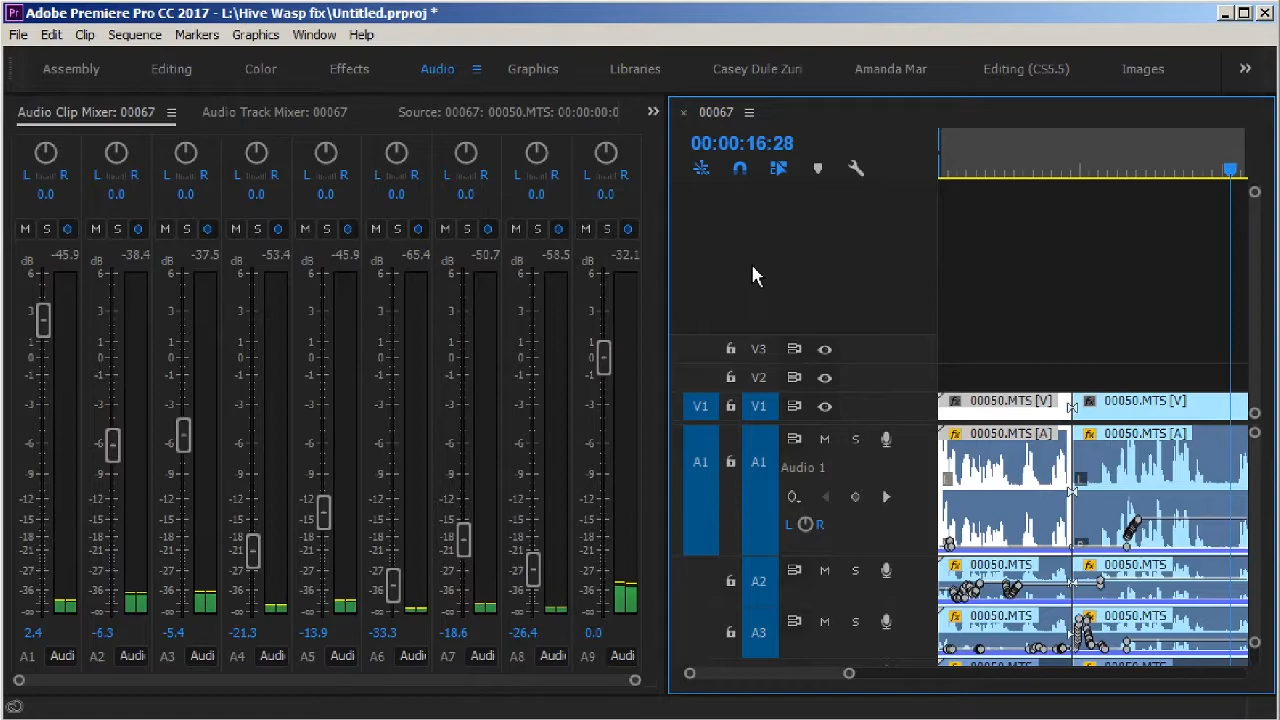 Pr Adobe Premiere Pro CC 2017 - L:\Hive Wasp fix\Untitled.prproj *
File Edit Clip Sequence Markers Graphics Window Help
Assembly Editing Color Effects Audio Graphics Libraries Casey Dule Zuri Amanda Mar Editing (CS5.5) Images
Audio Clip Mixer: 00067 Audio Track Mixer: 00067 Source: 00067: 00050.MTS: 00:00:00:0
× 00067
00:00:16:28
L R L R L R L R L R L R L R L R L R
0.0 0.0 0.0 0.0 0.0 0.0 0.0 0.0 0.0
M S M S M S M S M S M S M S M S M S
dB -45.9 dB -38.4 dB -37.5 dB -53.4 dB -45.9 dB -65.4 dB -50.7 dB -58.5 dB -32.1
6 6 6 6 6 6 6 6 6
3 3 3 3 3 3 3 3 3
1 1 1 1 1 1 1 1 1
0 0 0 0 0 0 0 0 0
-1 -1 -1 -1 -1 -1 -1 -1 -1
-3 -3 -3 -3 -3 -3 -3 -3 -3
-6 -6 -6 -6 -6 -6 -6 -6 -6
-9 -9 -9 -9 -9 -9 -9 -9 -9
-12 -12 -12 -12 -12 -12 -12 -12 -12
-15 -15 -15 -15 -15 -15 -15 -15 -15
-18 -18 -18 -18 -18 -18 -18 -18 -18
-21 -21 -21 -21 -21 -21 -21 -21 -21
-27 -27 -27 -27 -27 -27 -27 -27 -27
-36 -36 -36 -36 -36 -36 -36 -36 -36
-∞ -∞ -∞ -∞ -∞ -∞ -∞ -∞ -∞
2.4 -6.3 -5.4 -21.3 -13.9 -33.3 -18.6 -26.4 0.0
A1 Audi A2 Audi A3 Audi A4 Audi A5 Audi A6 Audi A7 Audi A8 Audi A9 Audi
V3
V2
V1 V1 fx 00050.MTS [V] fx 00050.MTS [V]
fx 00050.MTS [A] fx 00050.MTS [A]
M S
A1 A1
Audio 1
L R
L R
A2 M S fx 00050.MTS fx 00050.MTS
A3 M S fx 00050.MTS fx 00050.MTS
00050.MTS 00050.MTS